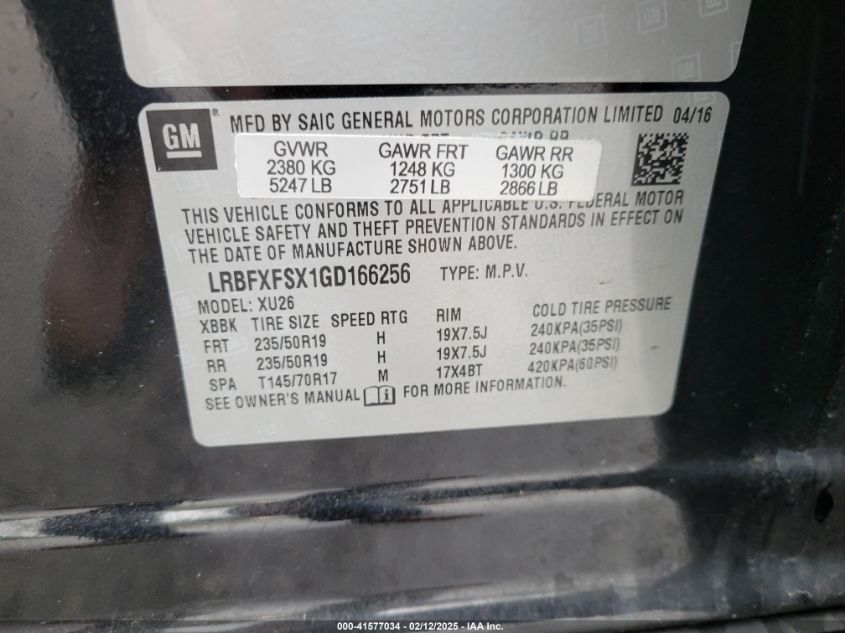 GM
GM ® MFD BY SAIC GENERAL MOTORS CORPORATION LIMITED 04/16
GAWR RR
GVWR GAWR FRT GAWR RR
2380 KG 1248 KG 1300 KG
5247 LB 2751 LB 2866 LB
THIS VEHICLE CONFORMS TO ALL APPLICABLE U.S. FEDERAL MOTOR
VEHICLE SAFETY AND THEFT PREVENTION STANDARDS IN EFFECT ON
THE DATE OF MANUFACTURE SHOWN ABOVE.
LRBFXFSX1GD166256 TYPE: M.P.V.
MODEL: XU26
XBBK TIRE SIZE SPEED RTG RIM COLD TIRE PRESSURE
FRT 235/50R19 H 19X7.5J 240KPA(35PSI)
RR 235/50R19 H 19X7.5J 240KPA(35PSI)
SPA T145/70R17 M 17X4BT 420KPA(60PSI)
SEE OWNER'S MANUAL FOR MORE INFORMATION
000-41577034 - 02/12/2025 - IAA Inc.